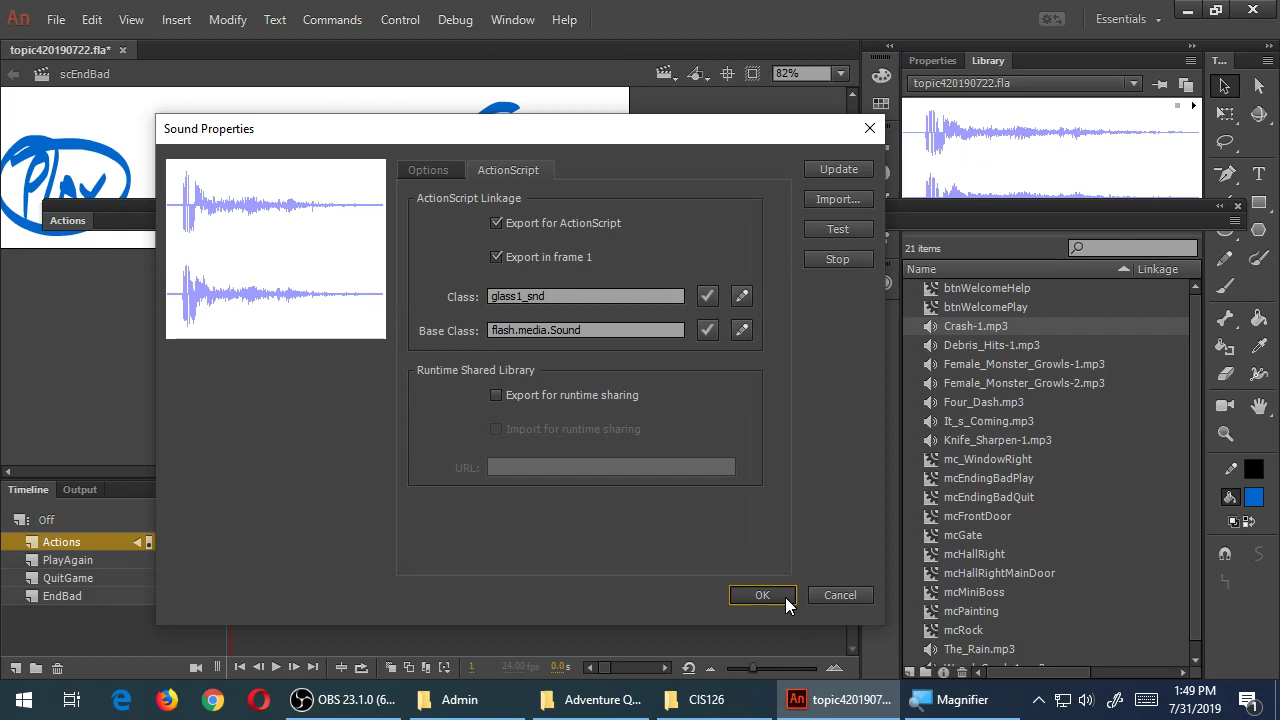 An File Edit View Insert Modify Text Commands Control Debug Window Help Essentials
topic420190722.fla* ×
scEndBad 82%
Properties Library T...
topic420190722.fla
Play
Actions
Sound Properties
Options ActionScript
ActionScript Linkage
Export for ActionScript
Export in frame 1
Class: glass1_snd
Base Class: flash.media.Sound
Runtime Shared Library
Export for runtime sharing
Import for runtime sharing
URL:
Update
Import...
Test
Stop
OK Cancel
21 items
Name Linkage
btnWelcomeHelp
btnWelcomePlay
Crash-1.mp3
Debris_Hits-1.mp3
Female_Monster_Growls-1.mp3
Female_Monster_Growls-2.mp3
Four_Dash.mp3
It_s_Coming.mp3
Knife_Sharpen-1.mp3
mc_WindowRight
mcEndingBadPlay
mcEndingBadQuit
mcFrontDoor
mcGate
mcHallRight
mcHallRightMainDoor
mcMiniBoss
mcPainting
mcRock
The_Rain.mp3
Timeline Output
Off
Actions
PlayAgain
QuitGame
EndBad
1 24.00 fps 0.0 s
OBS 23.1.0 (6... Admin Adventure Q... CIS126 An topic4201907... Magnifier
1:49 PM
7/31/2019
1